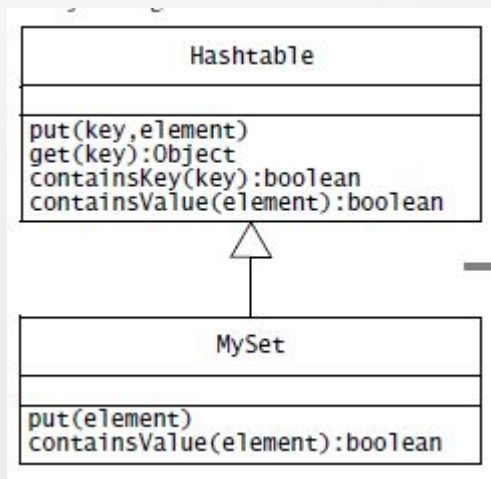 Hashtable
put(key,element)
get(key):Object
containsKey(key):boolean
containsValue(element):boolean
MySet
put(element)
containsValue(element):boolean